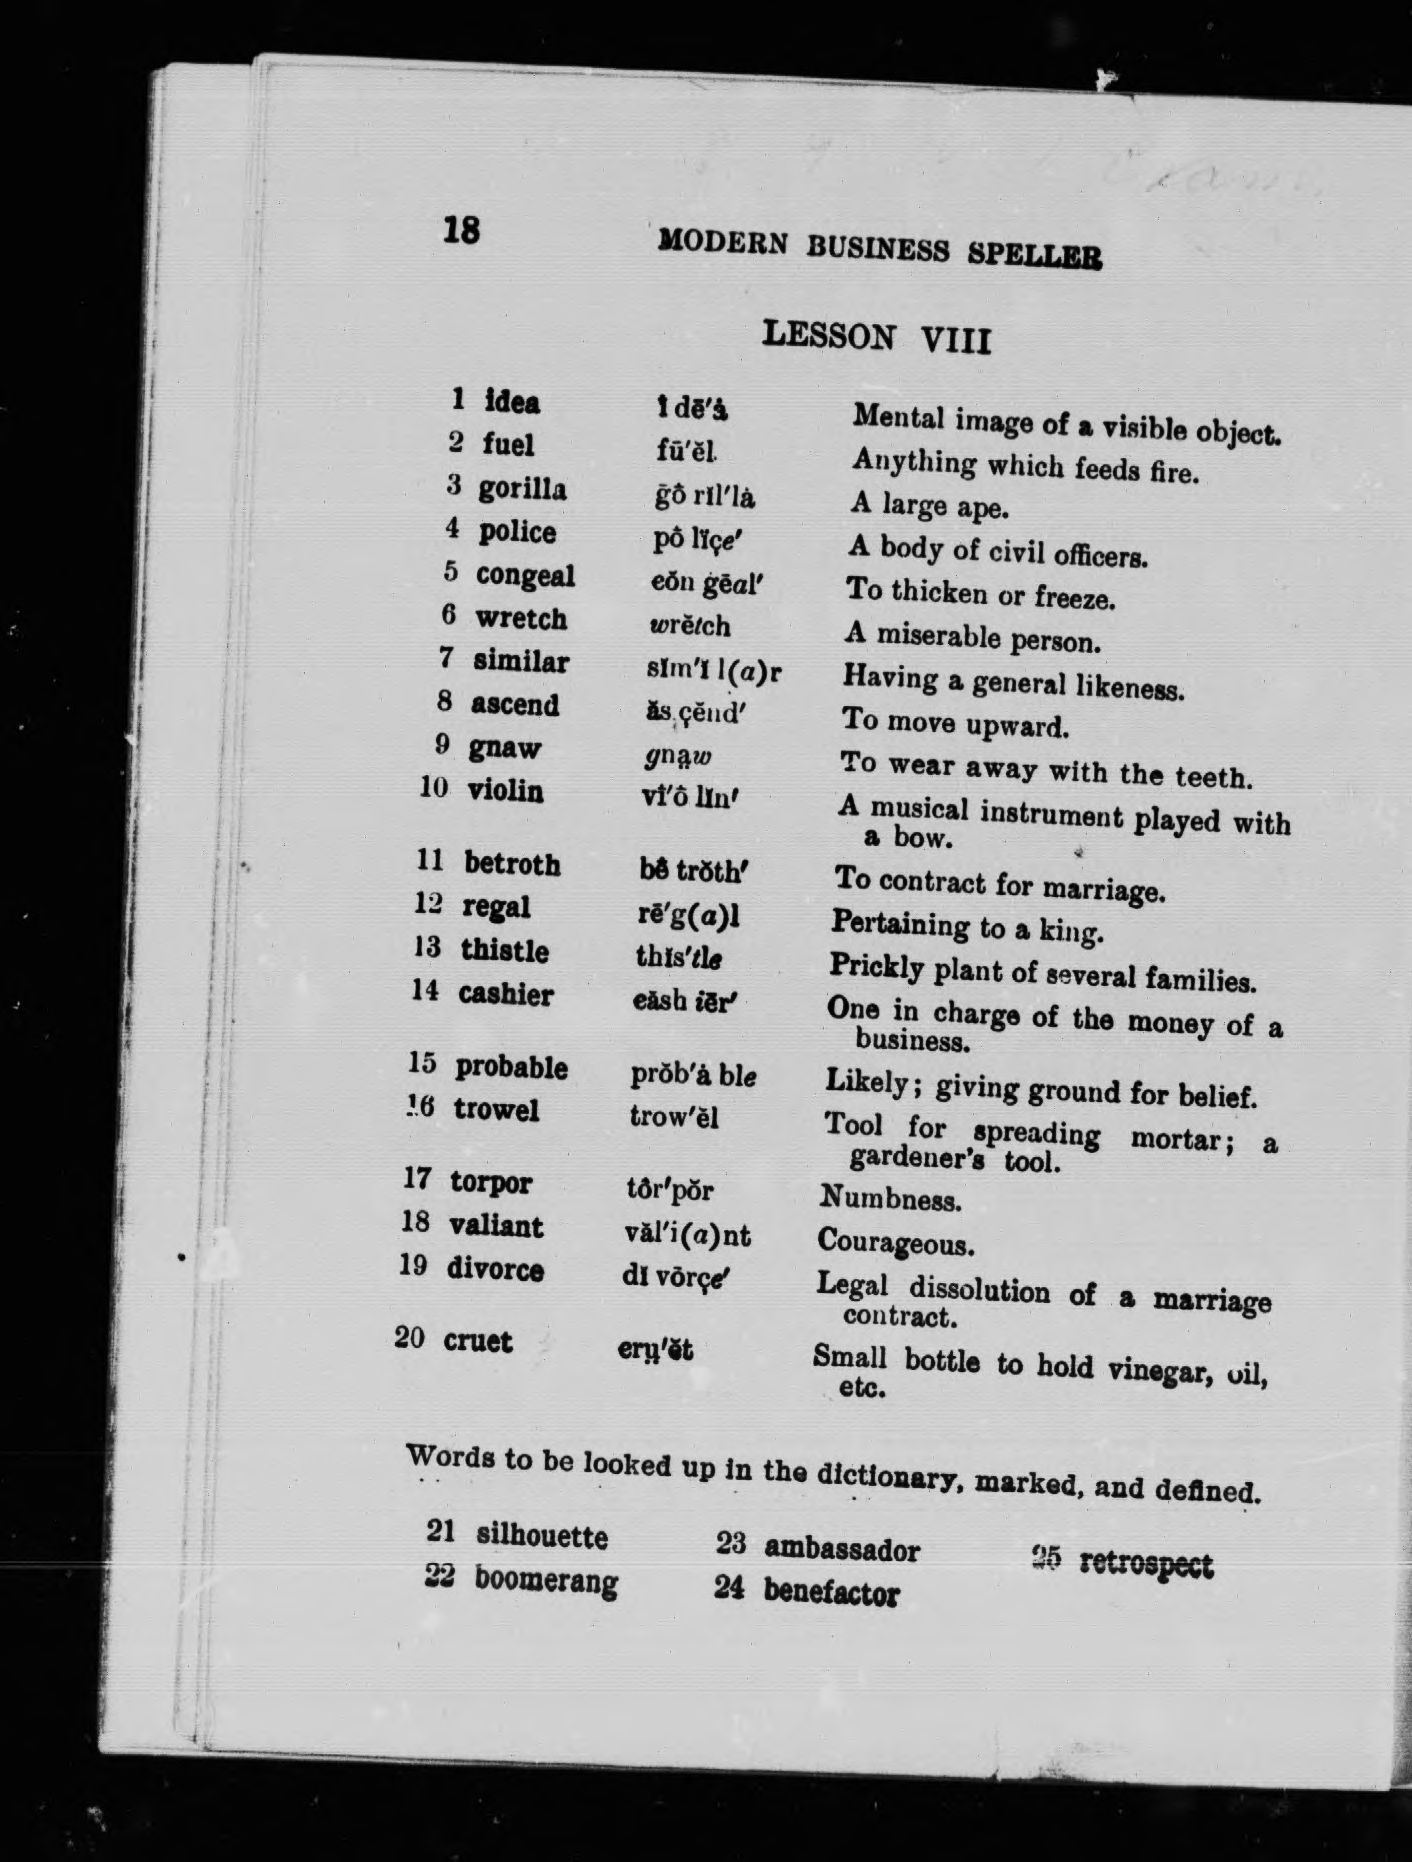 18 MODERN BUSINESS SPELLER
LESSON VIII
1 idea ī dē′ȧ Mental image of a visible object.
2 fuel fū′ĕl Anything which feeds fire.
3 gorilla ḡô rĭl′lȧ A large ape.
4 police pô lïçe′ A body of civil officers.
5 congeal eŏn ġēal′ To thicken or freeze.
6 wretch wrĕtch A miserable person.
7 similar sĭm′ĭ l(a)r Having a general likeness.
8 ascend ăs çĕnd′ To move upward.
9 gnaw gna̤w To wear away with the teeth.
10 violin vī′ô lĭn′ A musical instrument played with
a bow.
11 betroth bê trŏth′ To contract for marriage.
12 regal rē′g(a)l Pertaining to a king.
13 thistle thĭs′tle Prickly plant of several families.
14 cashier eăsh iēr′ One in charge of the money of a
business.
15 probable prŏb′ȧ ble Likely; giving ground for belief.
16 trowel trow′ĕl Tool for spreading mortar; a
gardener's tool.
17 torpor tôr′pŏr Numbness.
18 valiant văl′i(a)nt Courageous.
19 divorce dĭ vōrçe′ Legal dissolution of a marriage
contract.
20 cruet erṳ′ĕt Small bottle to hold vinegar, oil,
etc.
Words to be looked up in the dictionary, marked, and defined.
21 silhouette 23 ambassador 25 retrospect
22 boomerang 24 benefactor